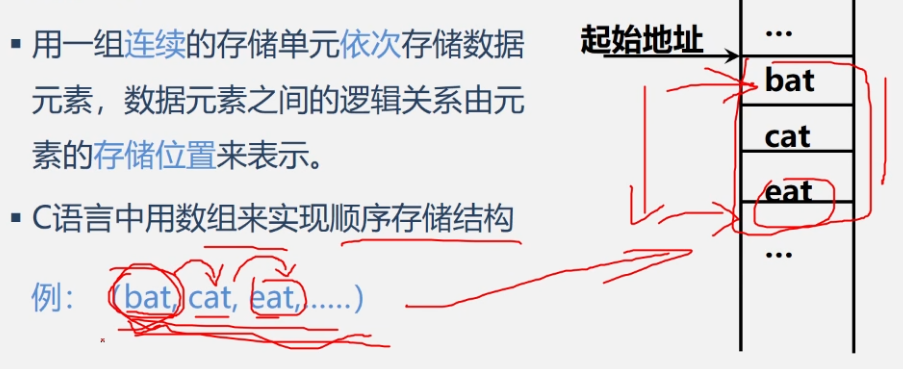 ▪ 用一组连续的存储单元依次存储数据
元素，数据元素之间的逻辑关系由元
素的存储位置来表示。
▪ C语言中用数组来实现顺序存储结构
例： （bat, cat, eat, ……）
起始地址
...
bat
cat
eat
...